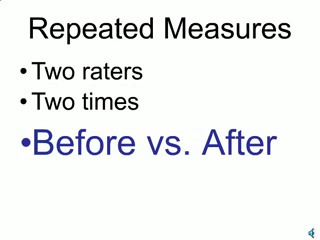 Repeated Measures
• Two raters
• Two times
• Before vs. After